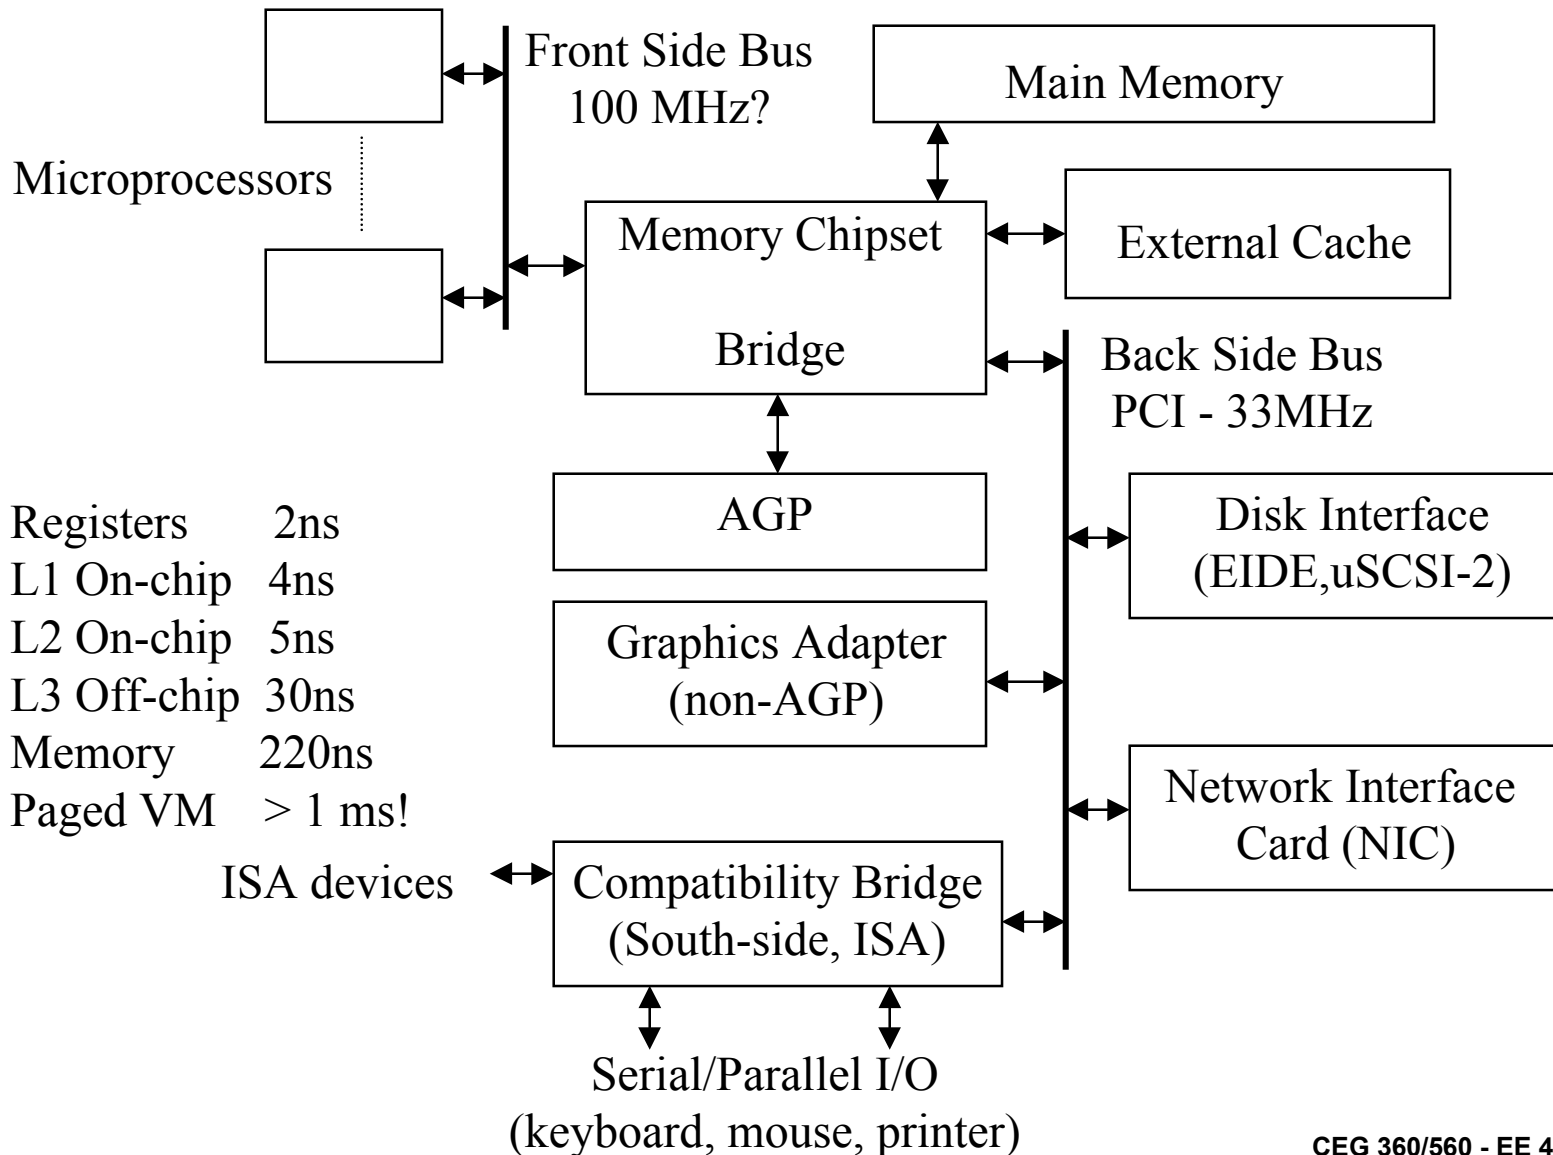 Front Side Bus
100 MHz?
Main Memory
Microprocessors
Memory Chipset
Bridge
External Cache
Back Side Bus
PCI - 33MHz
AGP
Disk Interface
(EIDE,uSCSI-2)
Registers 2ns
L1 On-chip 4ns
L2 On-chip 5ns
L3 Off-chip 30ns
Memory 220ns
Paged VM > 1 ms!
Graphics Adapter
(non-AGP)
Network Interface
Card (NIC)
ISA devices
Compatibility Bridge
(South-side, ISA)
Serial/Parallel I/O
(keyboard, mouse, printer)
CEG 360/560 - EE 4